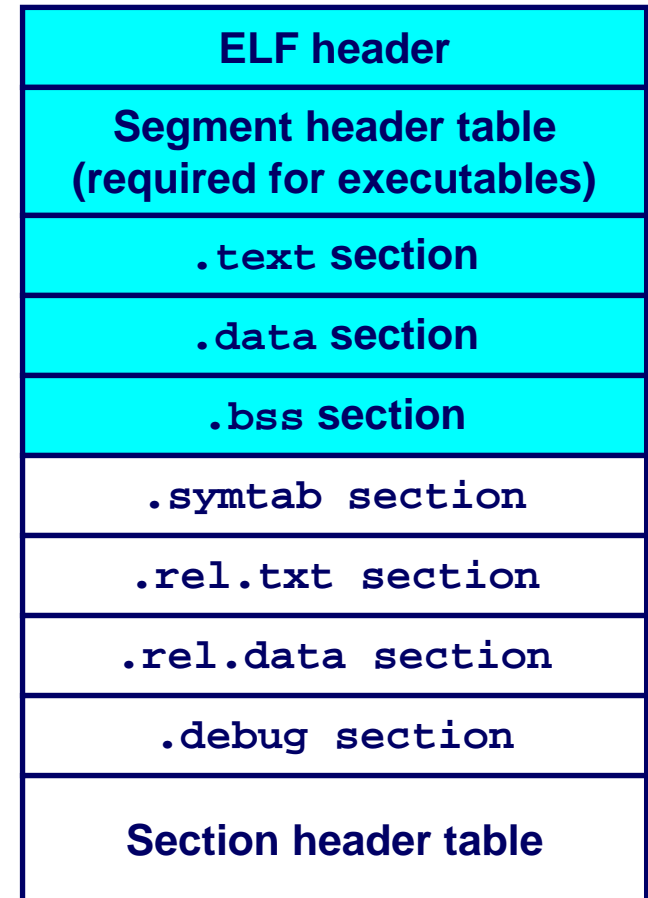 ELF header
Segment header table
(required for executables)
.text section
.data section
.bss section
.symtab section
.rel.txt section
.rel.data section
.debug section
Section header table